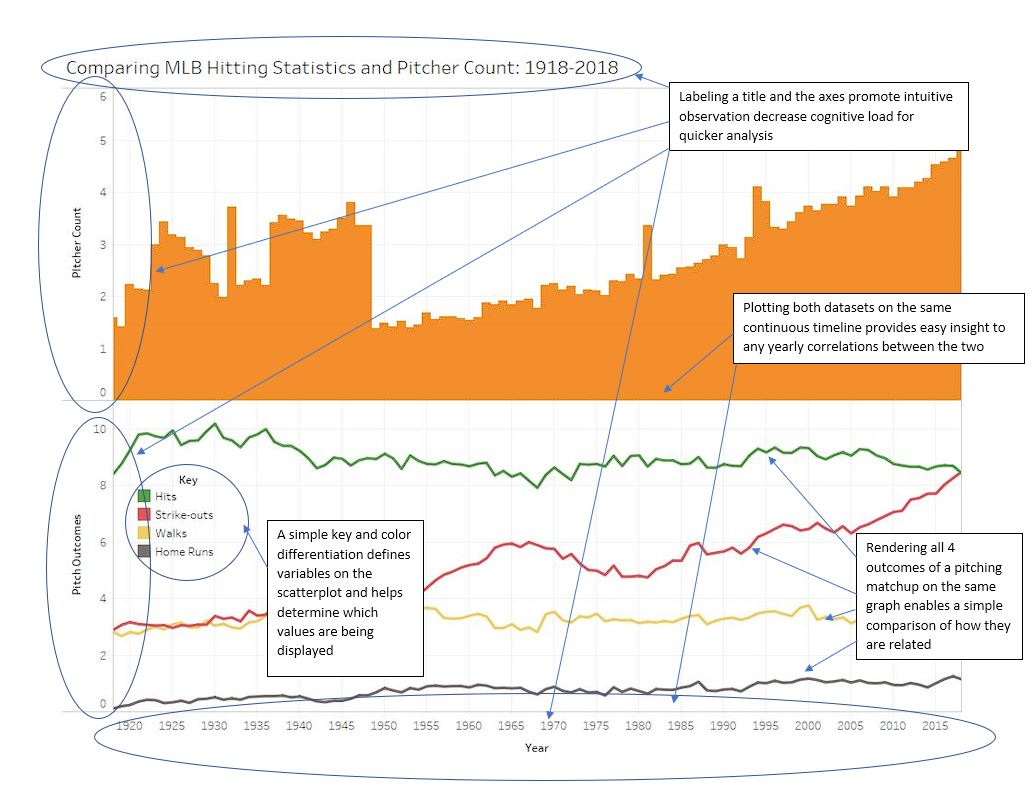 Comparing MLB Hitting Statistics and Pitcher Count: 1918-2018
Labeling a title and the axes promote intuitive
observation decrease cognitive load for
quicker analysis
6
5
4
3
2
1
0
Pitcher Count
Plotting both datasets on the same
continuous timeline provides easy insight to
any yearly correlations between the two
10
8
6
4
2
0
Pitch Outcomes
Key
Hits
Strike-outs
Walks
Home Runs
A simple key and color
differentiation defines
variables on the
scatterplot and helps
determine which
values are being
displayed
Rendering all 4
outcomes of a pitching
matchup on the same
graph enables a simple
comparison of how they
are related
1920 1925 1930 1935 1940 1945 1950 1955 1960 1965 1970 1975 1980 1985 1990 1995 2000 2005 2010 2015
Year